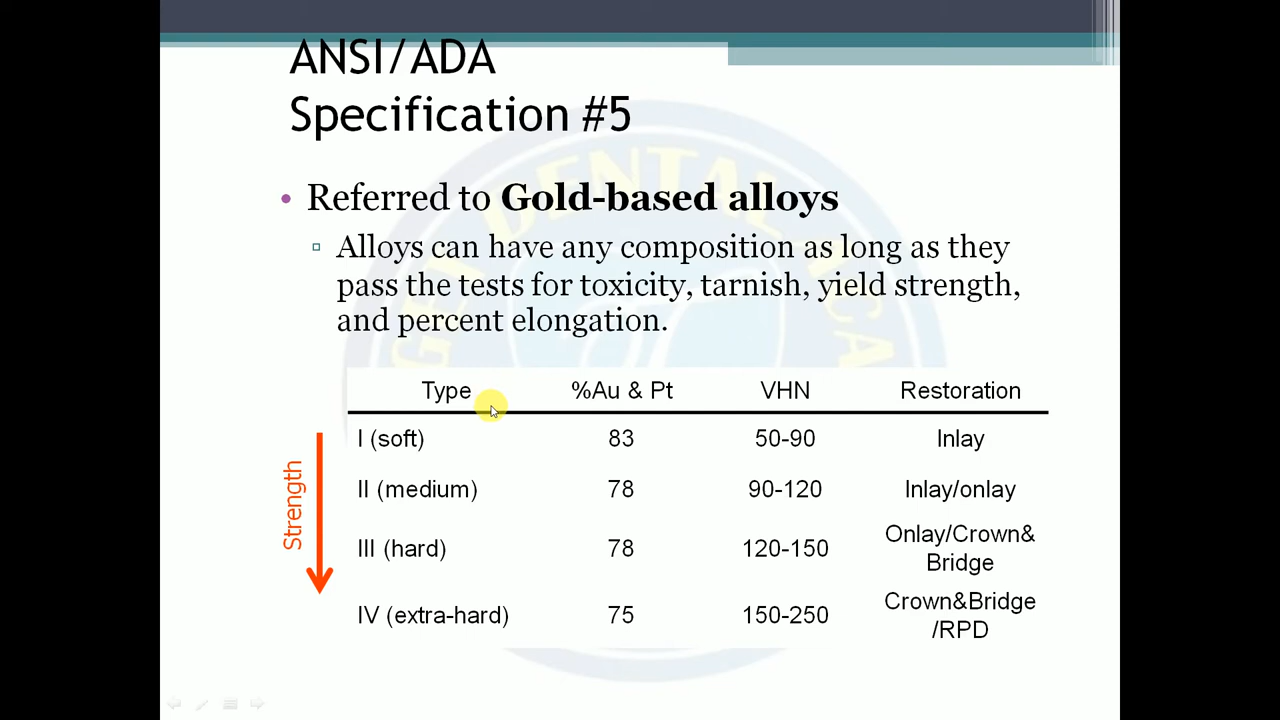 ANSI/ADA
Specification #5
• Referred to Gold-based alloys
▫ Alloys can have any composition as long as they
pass the tests for toxicity, tarnish, yield strength,
and percent elongation.
Type %Au & Pt VHN Restoration
I (soft) 83 50-90 Inlay
II (medium) 78 90-120 Inlay/onlay
III (hard) 78 120-150 Onlay/Crown&
Bridge
IV (extra-hard) 75 150-250 Crown&Bridge
/RPD
Strength
DENTAL